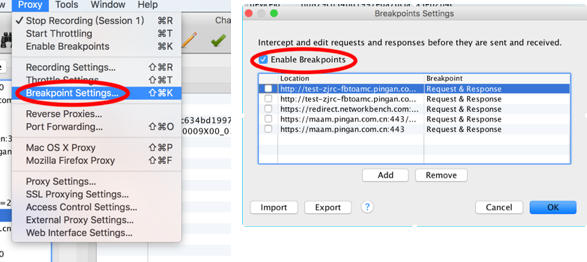 Proxy Tools Window Help
Stop Recording (Session 1) ⌘R
Start Throttling ⌘T
Enable Breakpoints ⌘K
Recording Settings... ⇧⌘R
Throttle Settings... ⇧⌘T
Breakpoint Settings... ⇧⌘K
Reverse Proxies...
Port Forwarding... ⇧⌘O
Mac OS X Proxy ⇧⌘P
Mozilla Firefox Proxy ⇧⌘F
Proxy Settings...
SSL Proxying Settings...
Access Control Settings...
External Proxy Settings...
Web Interface Settings...
Cha
c634bd1997
0009X00_0
Breakpoints Settings
Intercept and edit requests and responses before they are sent and received.
Enable Breakpoints
Location Breakpoint
http://test-zjrc-fbtoamc.pingan.co... Request & Response
http://test-zjrc-fbtoamc.pingan.co... Request & Response
https://redirect.networkbench.com:... Request & Response
https://maam.pingan.com.cn:443/... Request & Response
https://maam.pingan.com.cn:443 Request & Response
Add Remove
Import Export ? Cancel OK